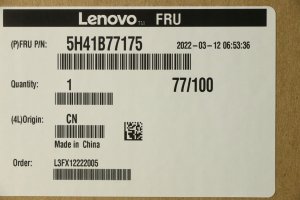 Lenovo™ FRU
(P)FRU P/N: 5H41B77175 2022-03-12 06:53:36
Quantity: 1 77/100
(4L)Origin: CN
Made in China
Order: L3FX12222005